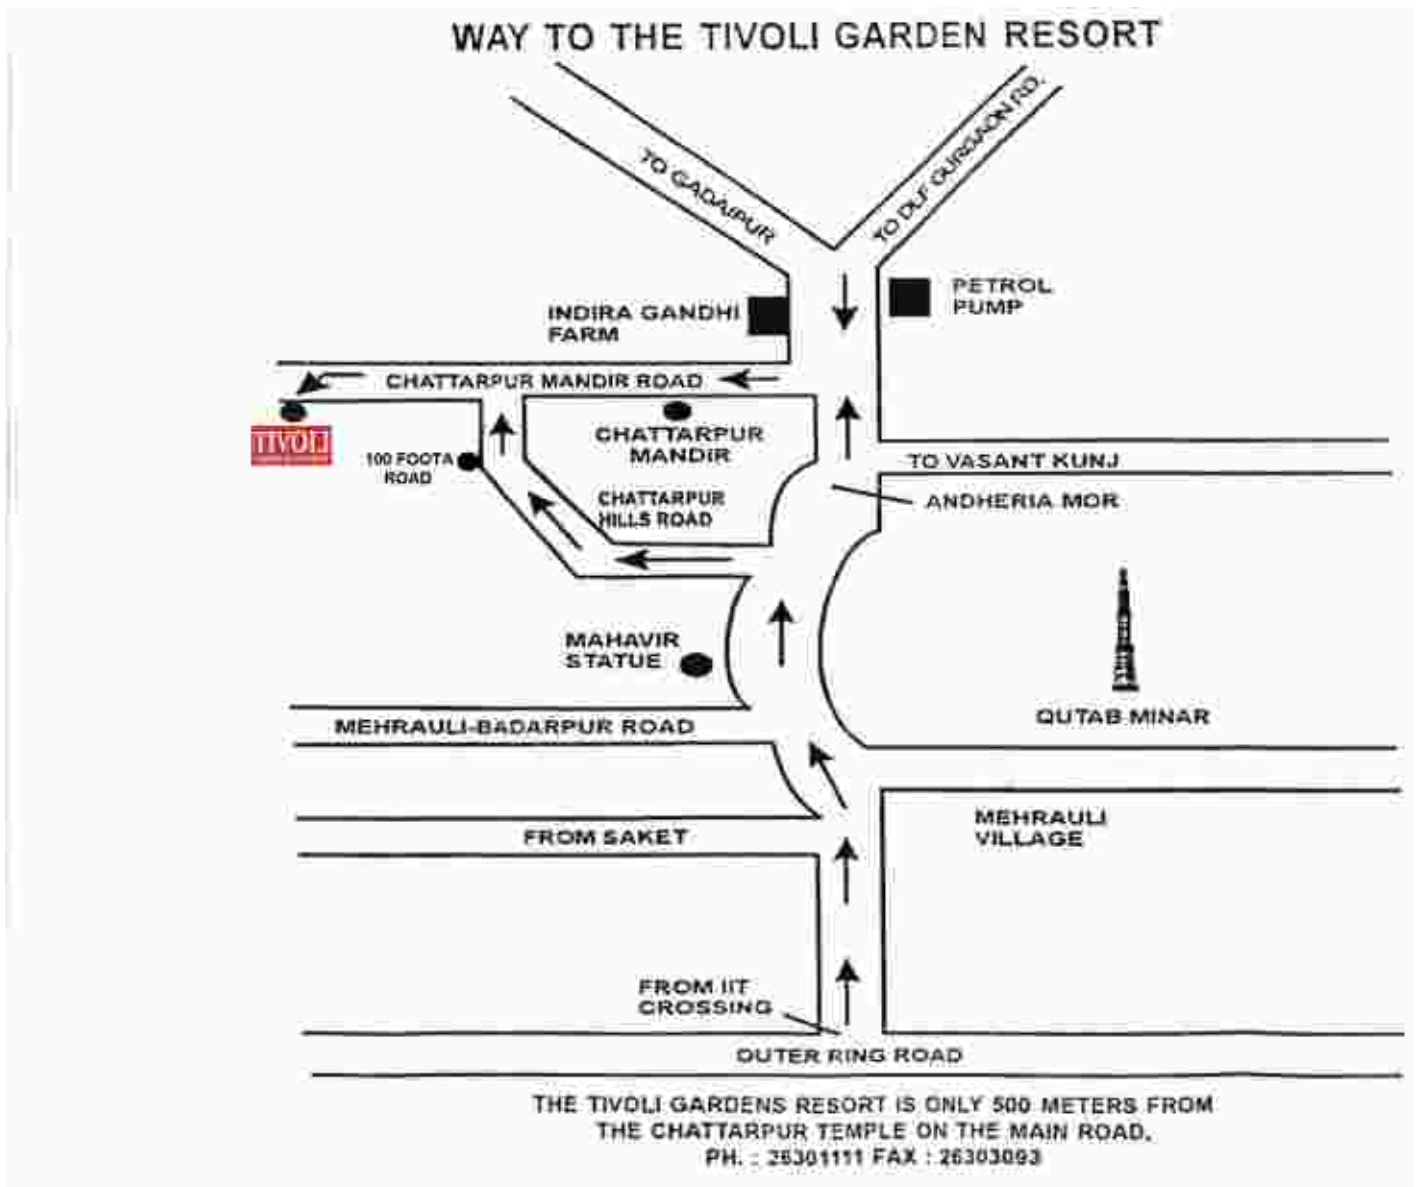 WAY TO THE TIVOLI GARDEN RESORT
TO GADAIPUR
TO DLF GURGAON RD.
PETROL
PUMP
INDIRA GANDHI
FARM
CHATTARPUR MANDIR ROAD
TIVOLI
100 FOOTA
ROAD
CHATTARPUR
MANDIR
TO VASANT KUNJ
CHATTARPUR
HILLS ROAD
ANDHERIA MOR
MAHAVIR
STATUE
QUTAB MINAR
MEHRAULI-BADARPUR ROAD
MEHRAULI
VILLAGE
FROM SAKET
FROM IIT
CROSSING
OUTER RING ROAD
THE TIVOLI GARDENS RESORT IS ONLY 500 METERS FROM
THE CHATTARPUR TEMPLE ON THE MAIN ROAD.
PH. : 26301111 FAX : 26303093